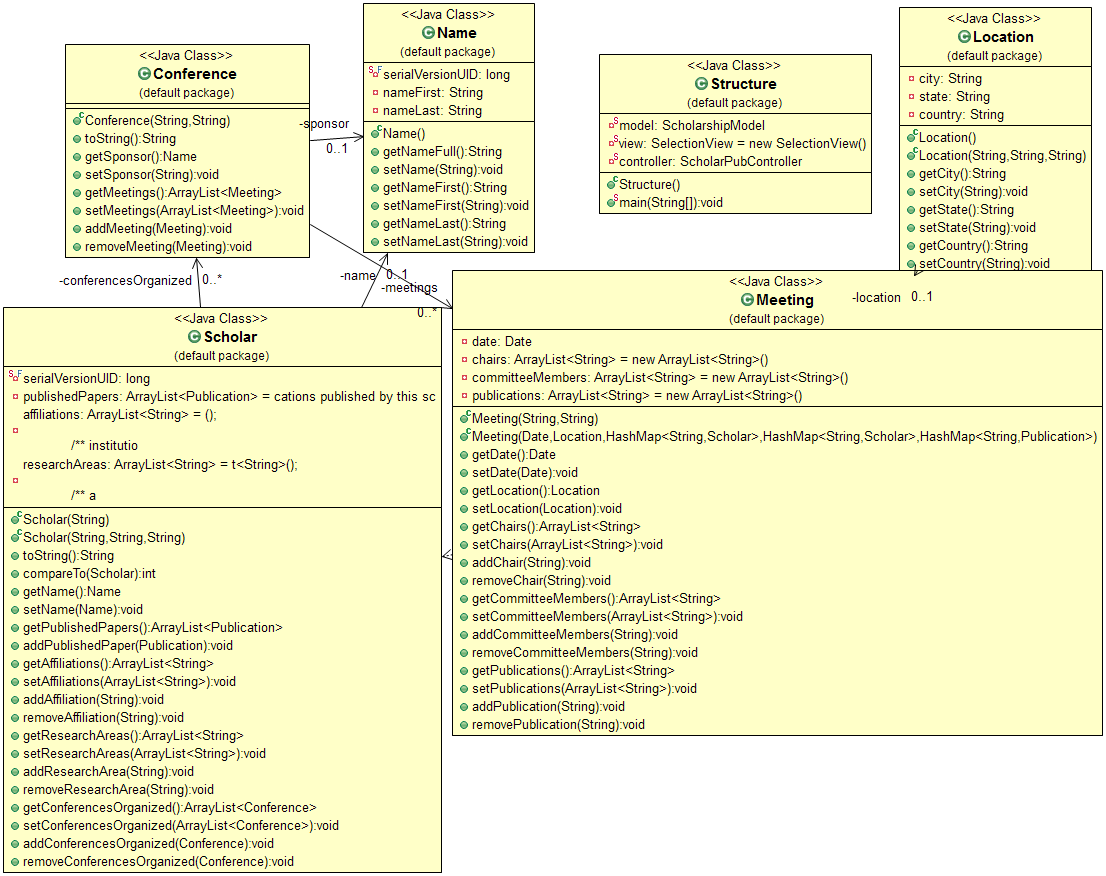 <<Java Class>>
Conference
(default package)
Conference(String,String)
toString():String
getSponsor():Name
setSponsor(String):void
getMeetings():ArrayList<Meeting>
setMeetings(ArrayList<Meeting>):void
addMeeting(Meeting):void
removeMeeting(Meeting):void
-sponsor
0..1
<<Java Class>>
Name
(default package)
serialVersionUID: long
nameFirst: String
nameLast: String
Name()
getNameFull():String
setName(String):void
getNameFirst():String
setNameFirst(String):void
getNameLast():String
setNameLast(String):void
<<Java Class>>
Structure
(default package)
model: ScholarshipModel
view: SelectionView = new SelectionView()
controller: ScholarPubController
Structure()
main(String[]):void
<<Java Class>>
Location
(default package)
city: String
state: String
country: String
Location()
Location(String,String,String)
getCity():String
setCity(String):void
getState():String
setState(String):void
getCountry():String
setCountry(String):void
-conferencesOrganized
0..*
-name
0..1
-meetings
0..*
<<Java Class>>
Scholar
(default package)
serialVersionUID: long
publishedPapers: ArrayList<Publication> = cations published by this sc
affiliations: ArrayList<String> = ();
/** institutio
researchAreas: ArrayList<String> = t<String>();
/** a
Scholar(String)
Scholar(String,String,String)
toString():String
compareTo(Scholar):int
getName():Name
setName(Name):void
getPublishedPapers():ArrayList<Publication>
addPublishedPaper(Publication):void
getAffiliations():ArrayList<String>
setAffiliations(ArrayList<String>):void
addAffiliation(String):void
removeAffiliation(String):void
getResearchAreas():ArrayList<String>
setResearchAreas(ArrayList<String>):void
addResearchArea(String):void
removeResearchArea(String):void
getConferencesOrganized():ArrayList<Conference>
setConferencesOrganized(ArrayList<Conference>):void
addConferencesOrganized(Conference):void
removeConferencesOrganized(Conference):void
<<Java Class>>
Meeting
(default package)
-location
0..1
date: Date
chairs: ArrayList<String> = new ArrayList<String>()
committeeMembers: ArrayList<String> = new ArrayList<String>()
publications: ArrayList<String> = new ArrayList<String>()
Meeting(String,String)
Meeting(Date,Location,HashMap<String,Scholar>,HashMap<String,Scholar>,HashMap<String,Publication>)
getDate():Date
setDate(Date):void
getLocation():Location
setLocation(Location):void
getChairs():ArrayList<String>
setChairs(ArrayList<String>):void
addChair(String):void
removeChair(String):void
getCommitteeMembers():ArrayList<String>
setCommitteeMembers(ArrayList<String>):void
addCommitteeMembers(String):void
removeCommitteeMembers(String):void
getPublications():ArrayList<String>
setPublications(ArrayList<String>):void
addPublication(String):void
removePublication(String):void